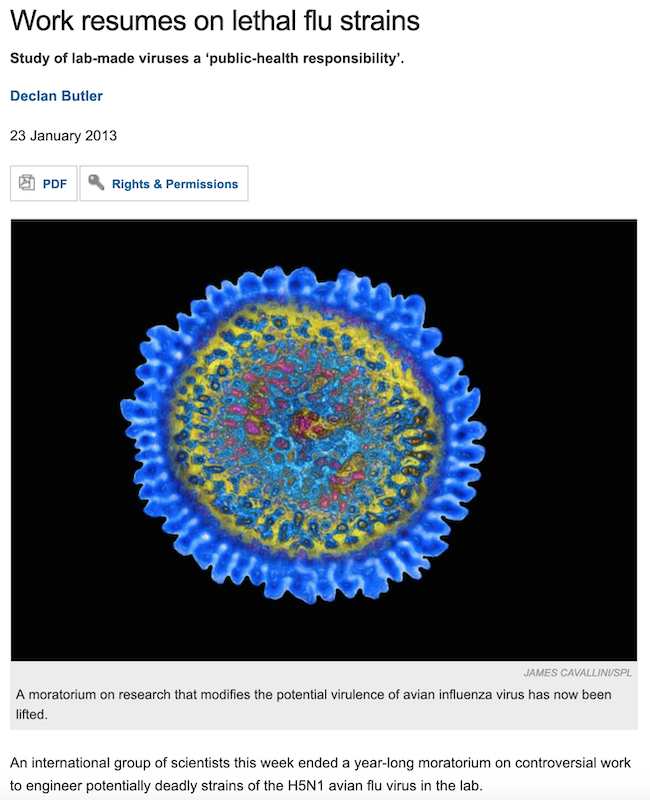 Work resumes on lethal flu strains
Study of lab-made viruses a ‘public-health responsibility’.
Declan Butler
23 January 2013
PDF
Rights & Permissions
JAMES CAVALLINI/SPL
A moratorium on research that modifies the potential virulence of avian influenza virus has now been
lifted.
An international group of scientists this week ended a year-long moratorium on controversial work
to engineer potentially deadly strains of the H5N1 avian flu virus in the lab.